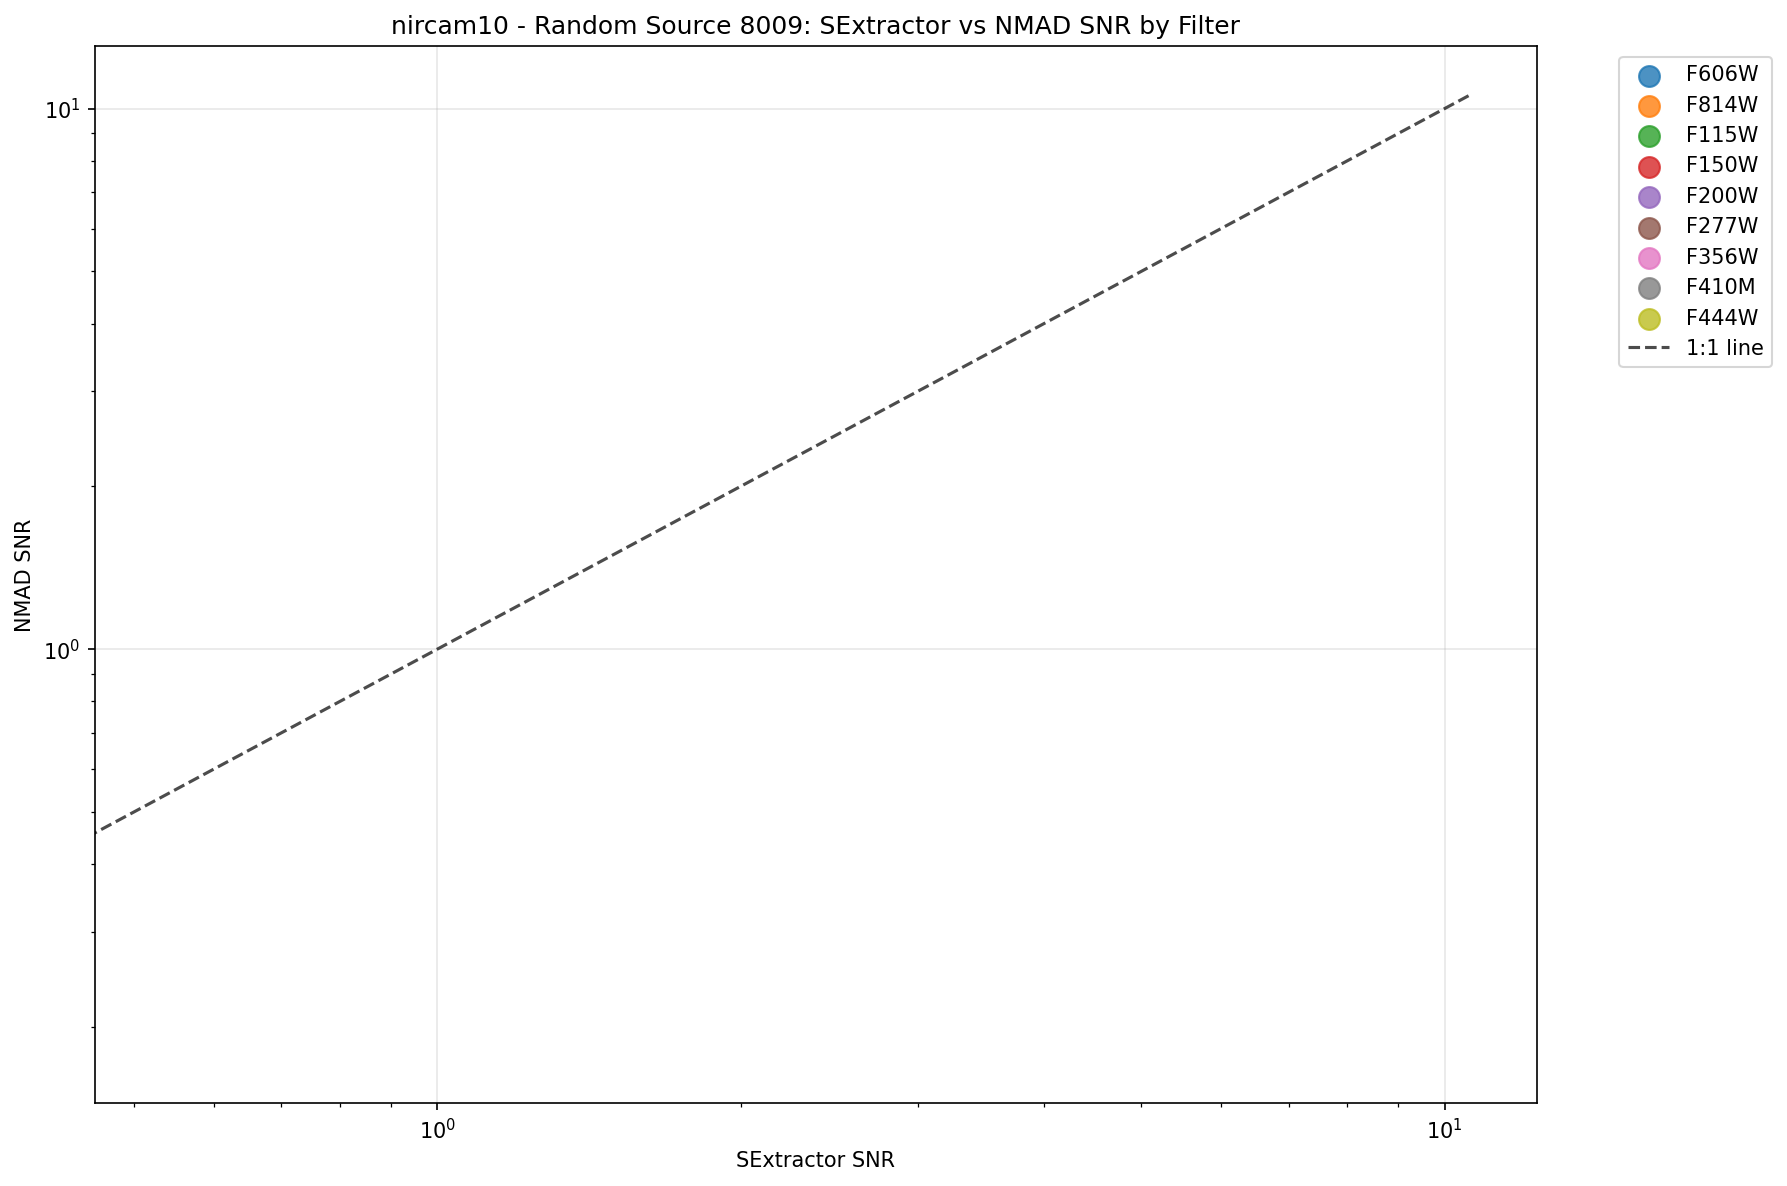 nircam10 - Random Source 8009: SExtractor vs NMAD SNR by Filter
F606W
F814W
F115W
F150W
F200W
F277W
F356W
F410M
F444W
1:1 line
NMAD SNR
10¹
10⁰
10⁰
10¹
SExtractor SNR